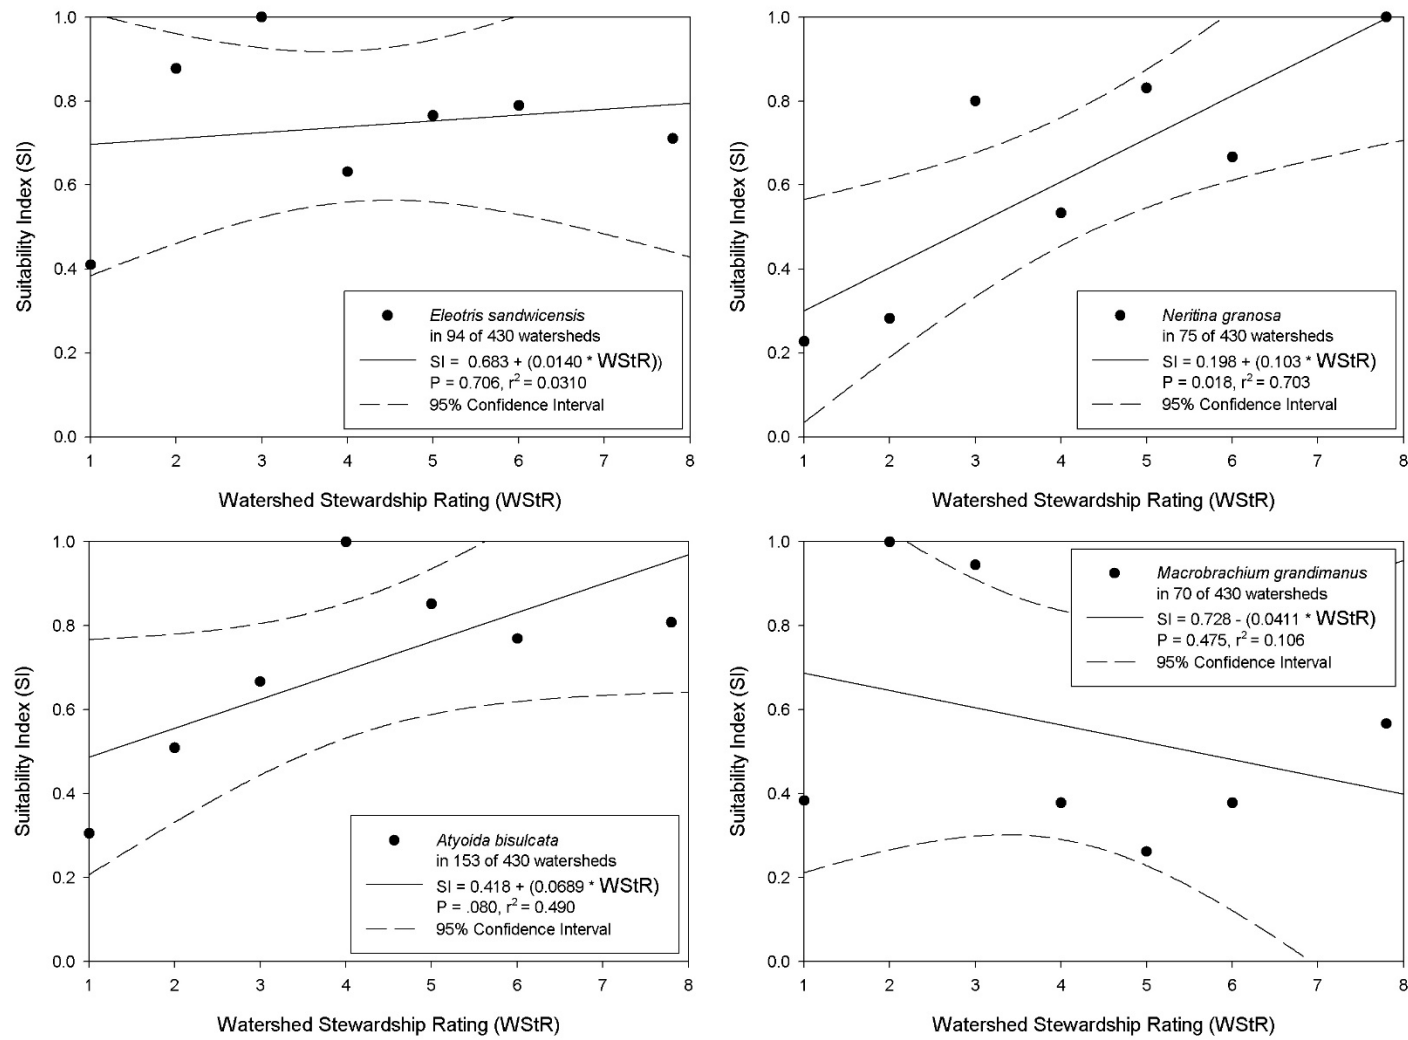 1.0
0.8
0.6
0.4
0.2
0.0
Suitability Index (SI)
Eleotris sandwicensis
in 94 of 430 watersheds
SI = 0.683 + (0.0140 * WStR))
P = 0.706, r² = 0.0310
95% Confidence Interval
1 2 3 4 5 6 7 8
Watershed Stewardship Rating (WStR)
1.0
0.8
0.6
0.4
0.2
0.0
Suitability Index (SI)
Neritina granosa
in 75 of 430 watersheds
SI = 0.198 + (0.103 * WStR)
P = 0.018, r² = 0.703
95% Confidence Interval
1 2 3 4 5 6 7 8
Watershed Stewardship Rating (WStR)
1.0
0.8
0.6
0.4
0.2
0.0
Suitability Index (SI)
Atyoida bisulcata
in 153 of 430 watersheds
SI = 0.418 + (0.0689 * WStR)
P = .080, r² = 0.490
95% Confidence Interval
1 2 3 4 5 6 7 8
Watershed Stewardship Rating (WStR)
1.0
0.8
0.6
0.4
0.2
0.0
Suitability Index (SI)
Macrobrachium grandimanus
in 70 of 430 watersheds
SI = 0.728 - (0.0411 * WStR)
P = 0.475, r² = 0.106
95% Confidence Interval
1 2 3 4 5 6 7 8
Watershed Stewardship Rating (WStR)